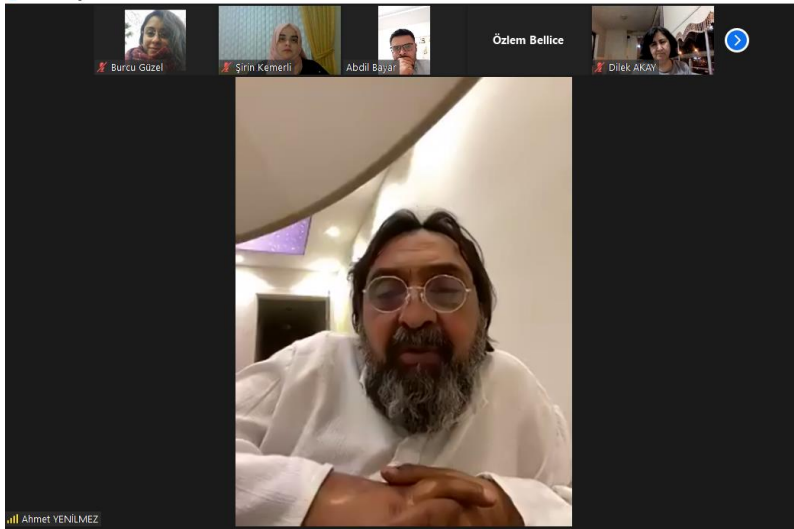 Burcu Güzel
Şirin Kemerli
Abdil Bayar
Özlem Bellice
Dilek AKAY
Ahmet YENİLMEZ